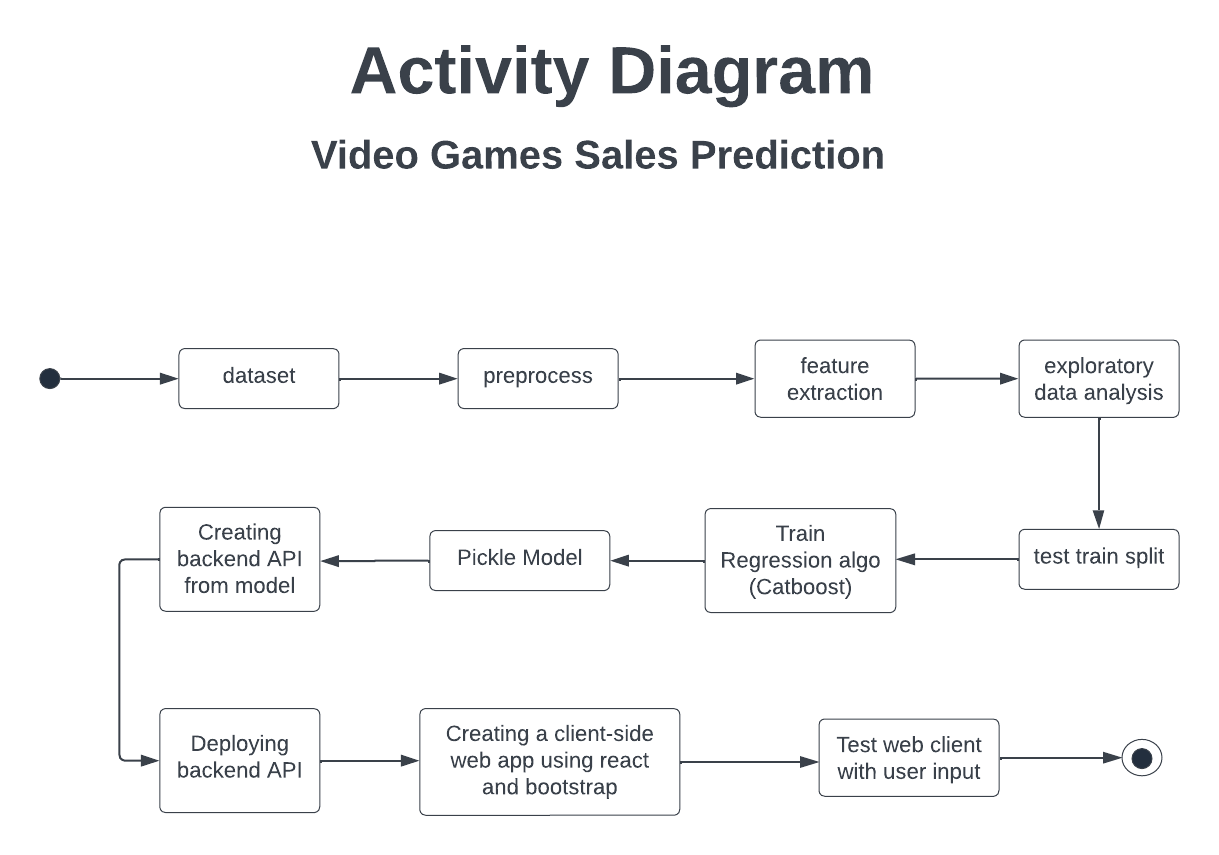 Activity Diagram
Video Games Sales Prediction
dataset
preprocess
feature
extraction
exploratory
data analysis
test train split
Train
Regression algo
(Catboost)
Pickle Model
Creating
backend API
from model
Deploying
backend API
Creating a client-side
web app using react
and bootstrap
Test web client
with user input